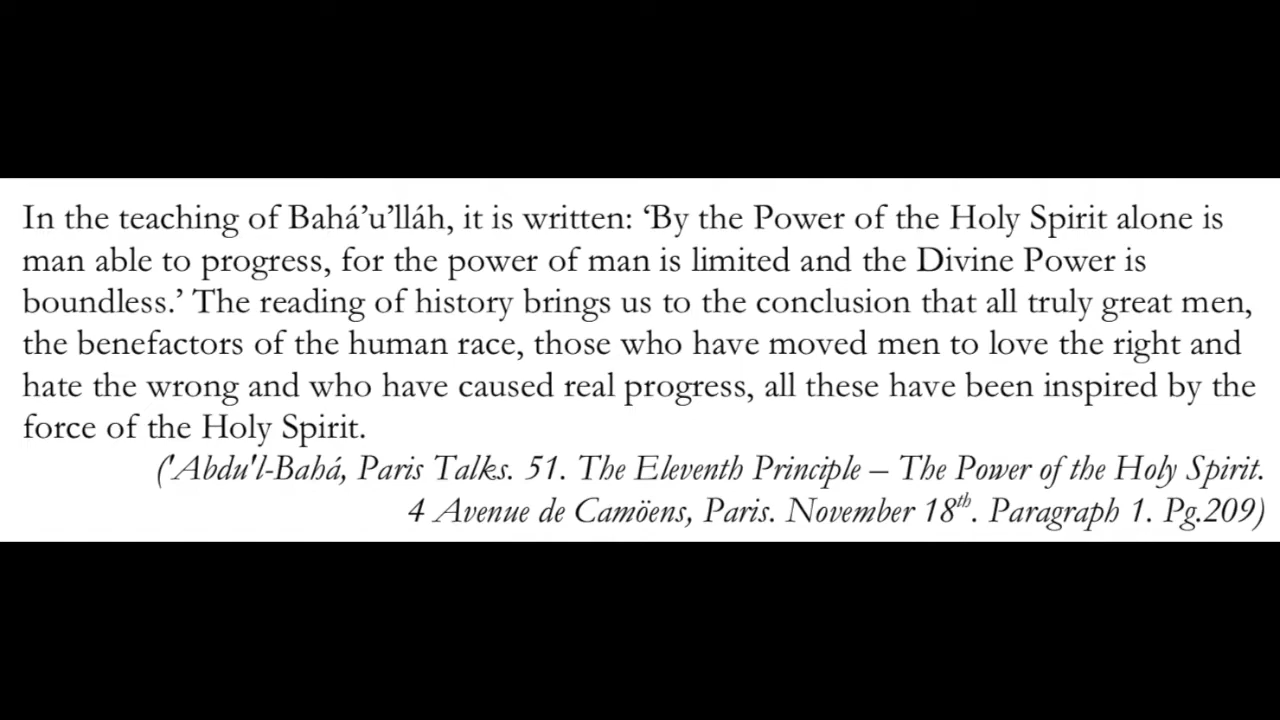 In the teaching of Bahá’u’lláh, it is written: ‘By the Power of the Holy Spirit alone is
man able to progress, for the power of man is limited and the Divine Power is
boundless.’ The reading of history brings us to the conclusion that all truly great men,
the benefactors of the human race, those who have moved men to love the right and
hate the wrong and who have caused real progress, all these have been inspired by the
force of the Holy Spirit.
('Abdu'l-Bahá, Paris Talks. 51. The Eleventh Principle – The Power of the Holy Spirit.
4 Avenue de Camöens, Paris. November 18th. Paragraph 1. Pg.209)